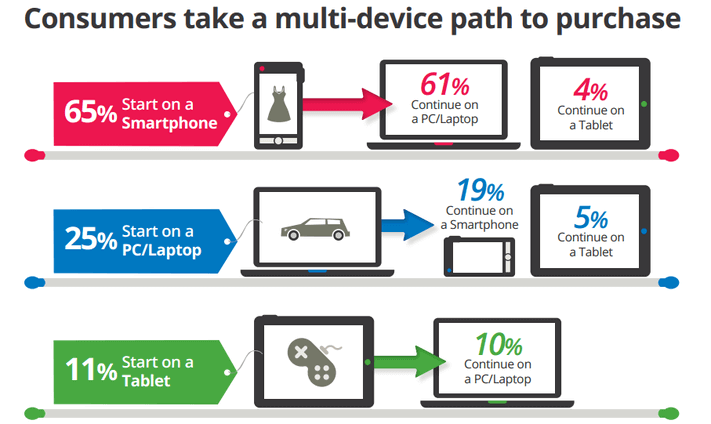 Consumers take a multi-device path to purchase
65% Start on a
Smartphone
61%
Continue on
a PC/Laptop
4%
Continue on
a Tablet
25% Start on a
PC/Laptop
19%
Continue on
a Smartphone
5%
Continue on
a Tablet
11% Start on a
Tablet
10%
Continue on
a PC/Laptop